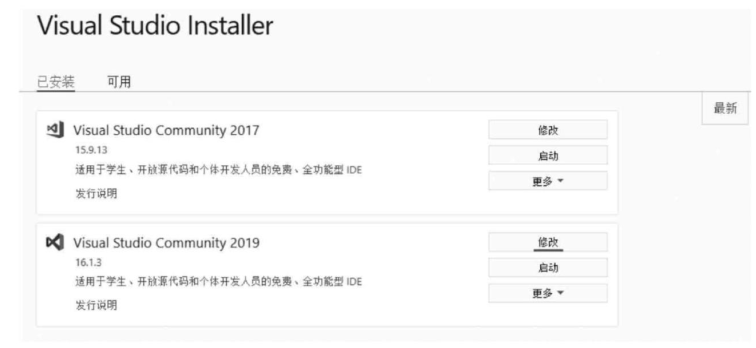 Visual Studio Installer
已安装 可用
最新
Visual Studio Community 2017
修改
15.9.13
启动
适用于学生、开放源代码和个体开发人员的免费、全功能型 IDE
更多
发行说明
Visual Studio Community 2019
修改
16.1.3
启动
适用于学生、开放源代码和个体开发人员的免费、全功能型 IDE
更多
发行说明